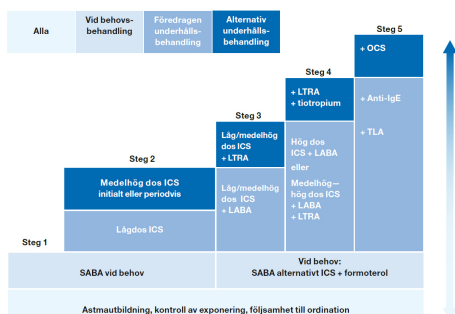 Alla
Vid behovs-
behandling
Föredragen
underhålls-
behandling
Alternativ
underhålls-
behandling
Steg 5
+ OCS
+ Anti-IgE
+ TLA
Steg 4
+ LTRA
+ tiotropium
Hög dos
ICS + LABA
eller
Medelhög—
hög dos ICS
+ LABA
+ LTRA
Steg 3
Låg/medelhög
dos ICS
+ LTRA
Låg/medelhög
dos ICS
+ LABA
Steg 2
Medelhög dos ICS
initialt eller periodvis
Lågdos ICS
Steg 1
SABA vid behov
Vid behov:
SABA alternativt ICS + formoterol
Astmautbildning, kontroll av exponering, följsamhet till ordination